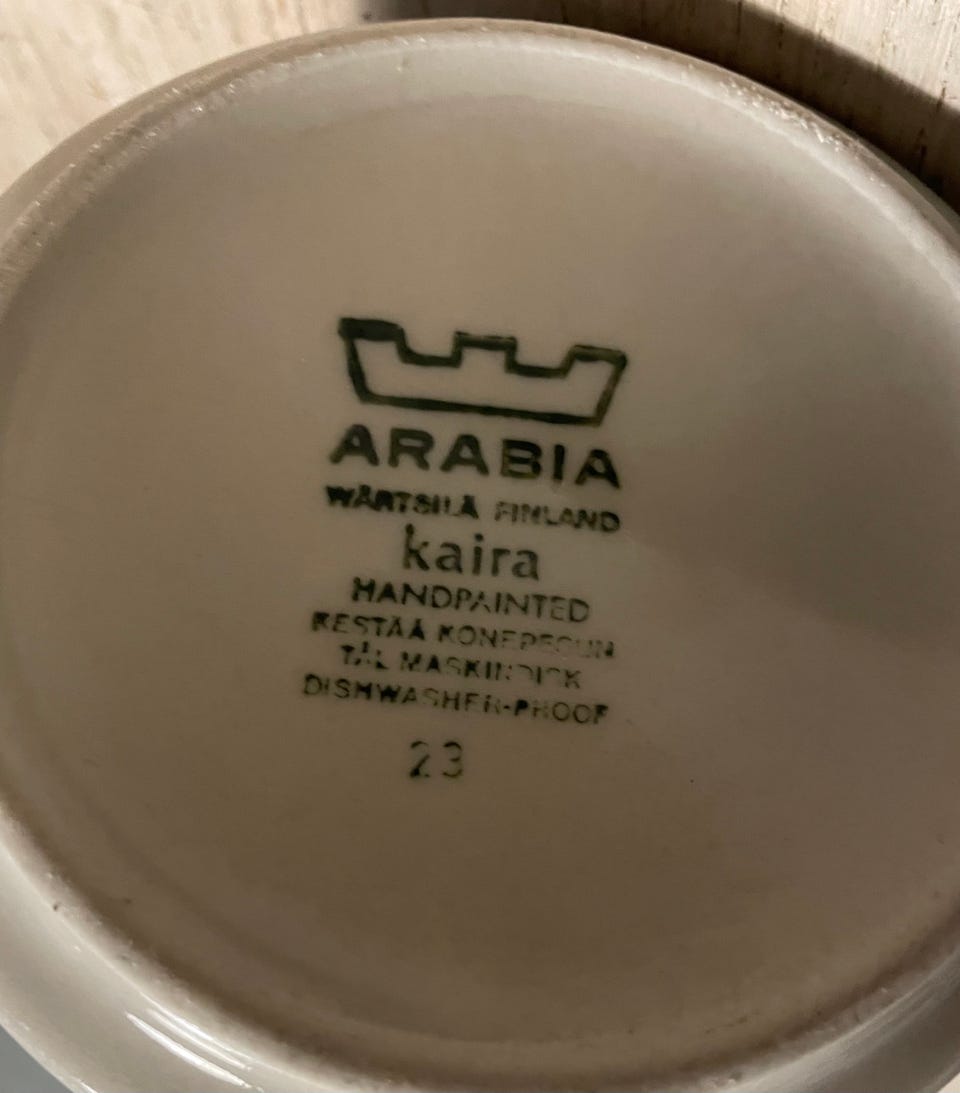 ARABIA
WÄRTSILÄ FINLAND
kaira
HANDPAINTED
KESTÄÄ KONEPESUN
TÅL MASKINDISK
DISHWASHER-PROOF
23